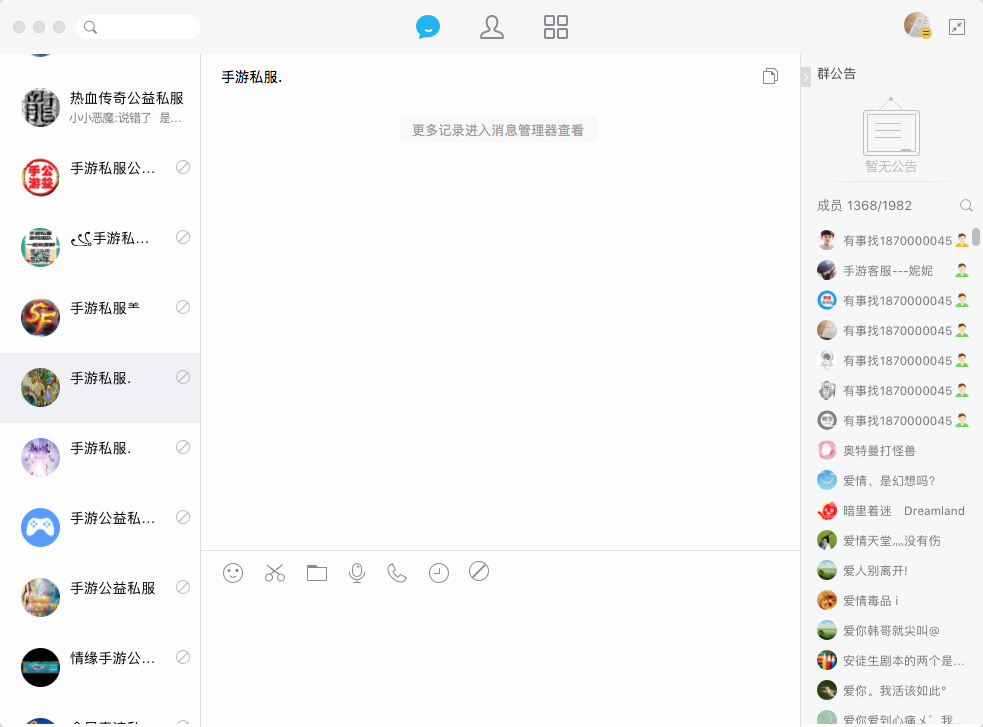 热血传奇公益私服
小小恶魔:说错了 是...
手游私服公...
手游私...
手游私服
手游私服.
手游私服.
手游公益私...
手游公益私服
情缘手游公...
手公
游益
龍
SF
手游私服.
更多记录进入消息管理器查看
群公告
暂无公告
成员 1368/1982
有事找1870000045
手游客服---妮妮
有事找1870000045
有事找1870000045
有事找1870000045
有事找1870000045
有事找1870000045
奥特曼打怪兽
爱情、是幻想吗?
暗里着迷 Dreamland
爱情天堂灬没有伤
爱人别离开!
爱情毒品 i
爱你韩哥就尖叫@
安徒生剧本的两个是...
爱你。我活该如此°